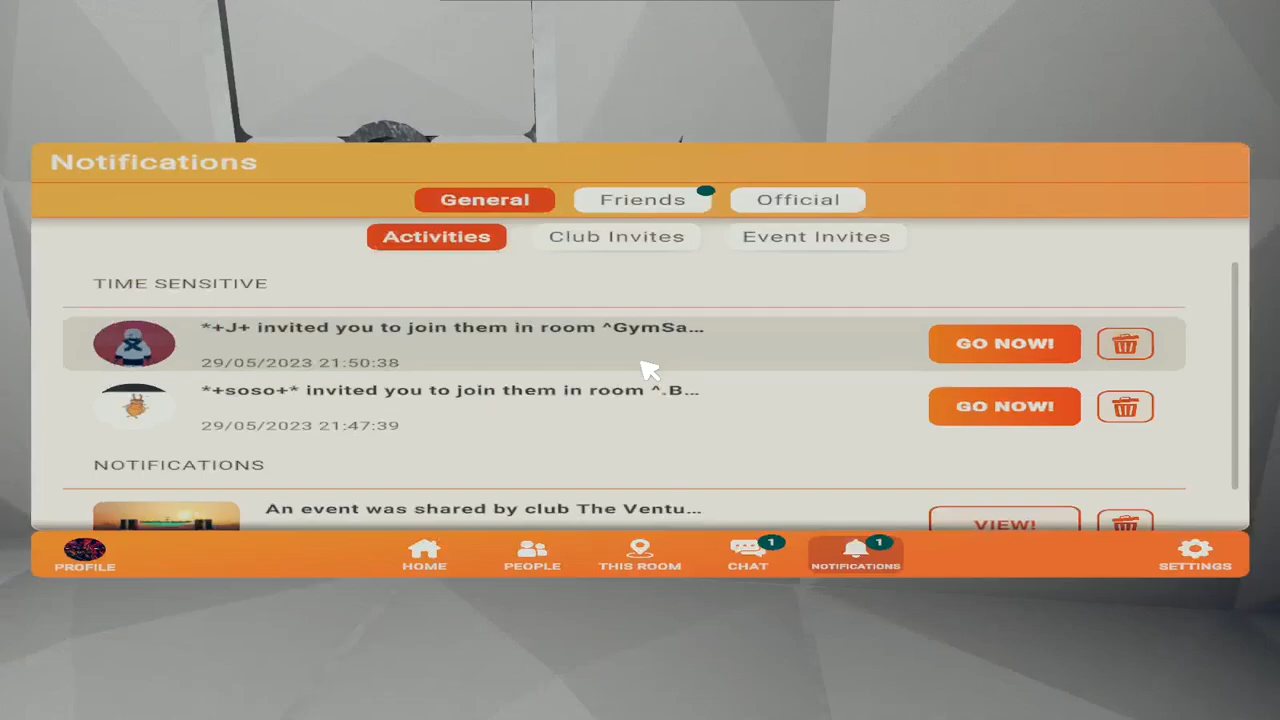 Notifications
General
Friends
Official
Activities
Club Invites
Event Invites
TIME SENSITIVE
*+J+ invited you to join them in room ^GymSa...
29/05/2023 21:50:38
GO NOW!
*+soso+* invited you to join them in room ^.B...
29/05/2023 21:47:39
GO NOW!
NOTIFICATIONS
An event was shared by club The Ventu...
VIEW!
PROFILE
HOME
PEOPLE
THIS ROOM
1
CHAT
1
NOTIFICATIONS
SETTINGS